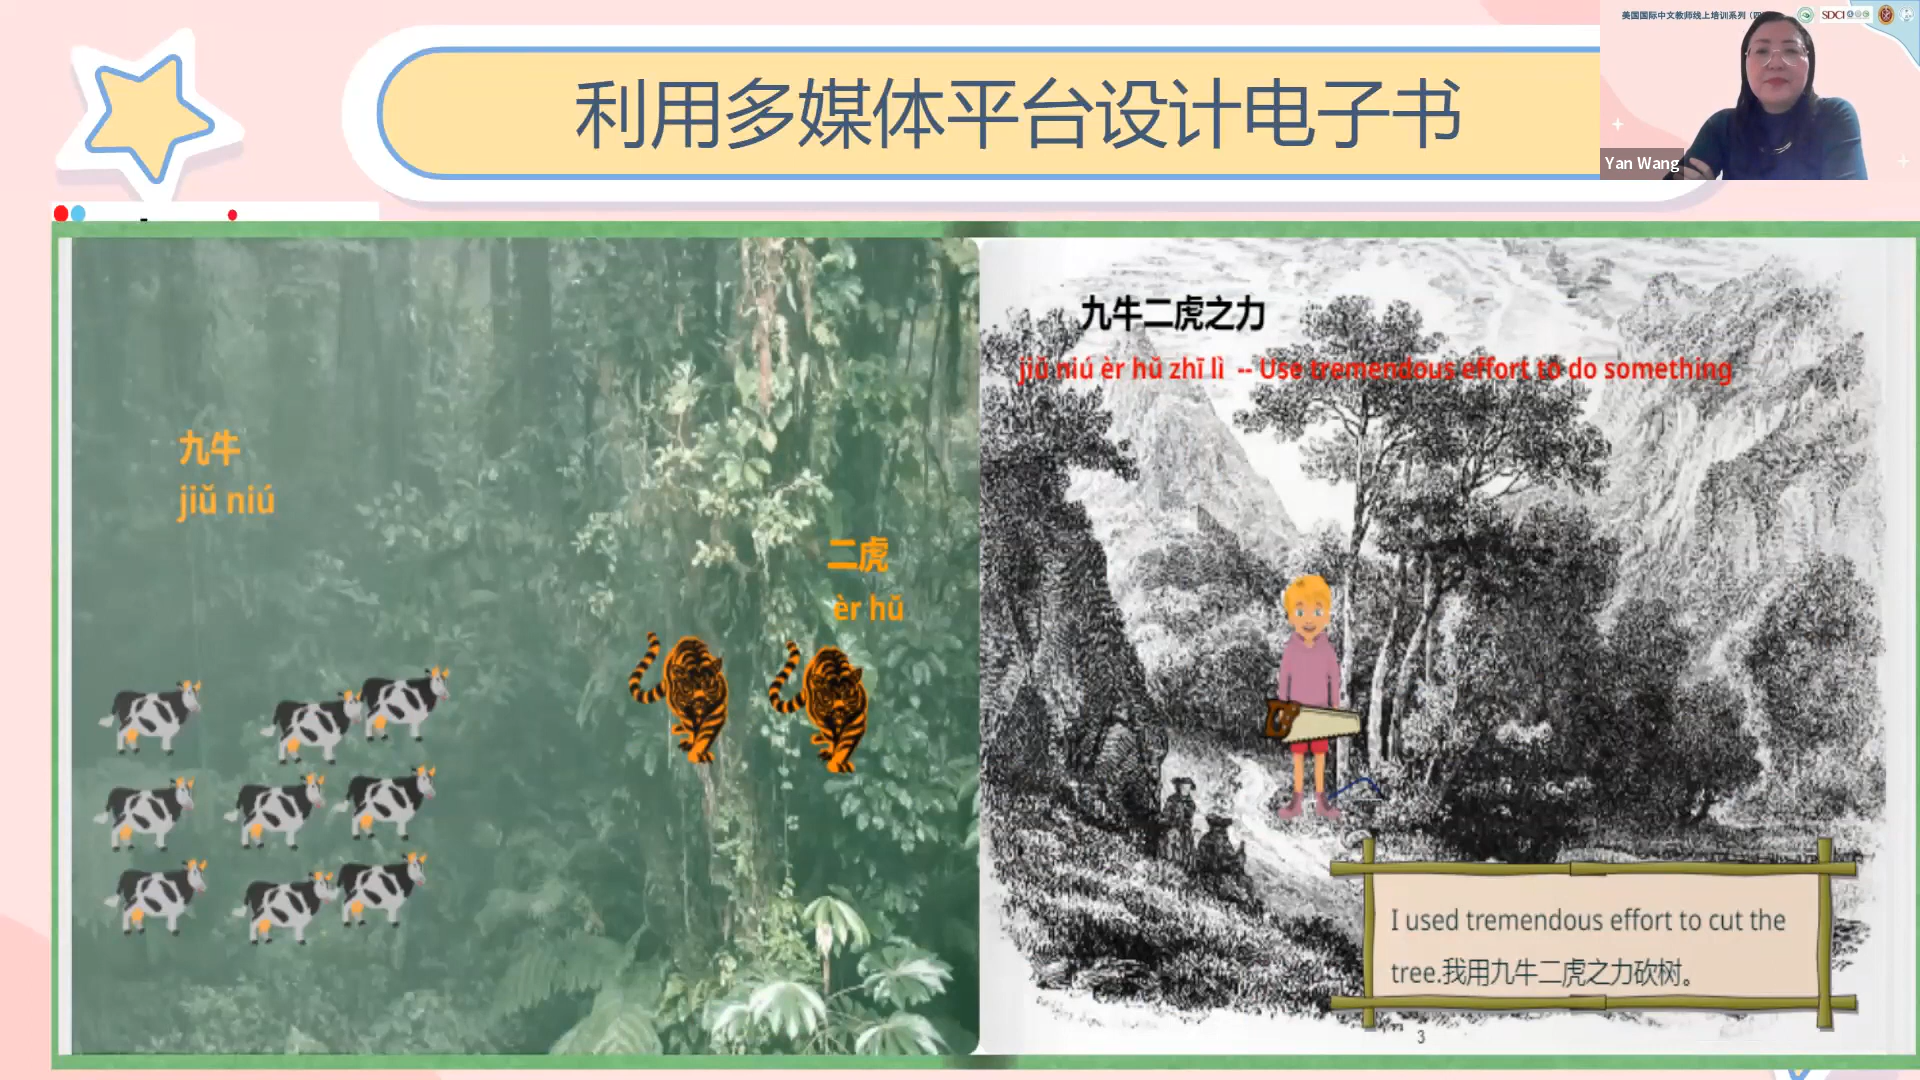 美国国际中文教师线上培训系列
SDCI
利用多媒体平台设计电子书
Yan Wang
九牛
jiǔ niú
二虎
èr hǔ
九牛二虎之力
jiǔ niú èr hǔ zhī lì -- Use tremendous effort to do something
I used tremendous effort to cut the
tree.我用九牛二虎之力砍树。
3